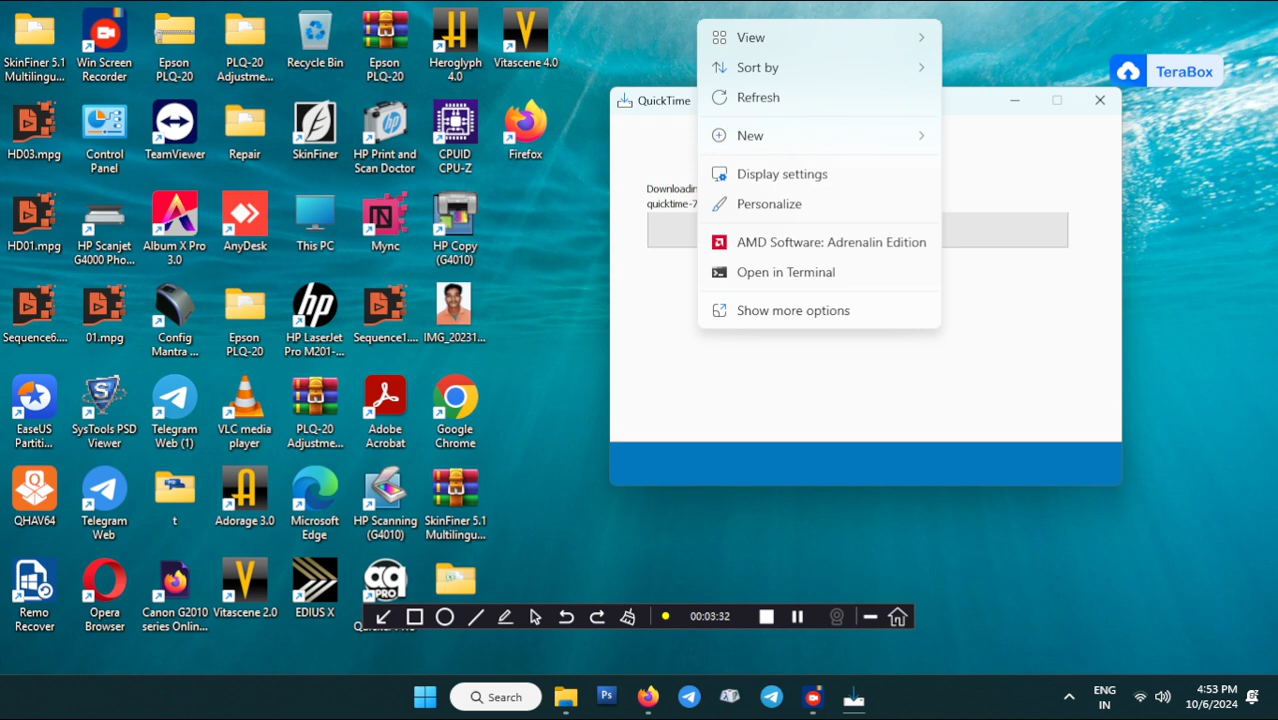 SkinFiner 5.1
Multilingu...
Win Screen
Recorder
Epson
PLQ-20
PLQ-20
Adjustme...
Recycle Bin
Epson
PLQ-20
Heroglyph
4.0
Vitascene 4.0
HD03.mpg
Control
Panel
TeamViewer
Repair
SkinFiner
HP Print and
Scan Doctor
CPUID
CPU-Z
Firefox
HD01.mpg
HP Scanjet
G4000 Pho...
Album X Pro
3.0
AnyDesk
This PC
Mync
HP Copy
(G4010)
Sequence6....
01.mpg
Config
Mantra ...
Epson
PLQ-20
HP LaserJet
Pro M201-...
Sequence1....
IMG_20231...
EaseUS
Partiti...
SysTools PSD
Viewer
Telegram
Web (1)
VLC media
player
PLQ-20
Adjustme...
Adobe
Acrobat
Google
Chrome
QHAV64
Telegram
Web
t
Adorage 3.0
Microsoft
Edge
HP Scanning
(G4010)
SkinFiner 5.1
Multilingu...
Remo
Recover
Opera
Browser
Canon G2010
series Onlin...
Vitascene 2.0
EDIUS X
View
Sort by
Refresh
New
Display settings
Personalize
AMD Software: Adrenalin Edition
Open in Terminal
Show more options
TeraBox
QuickTime
Downloadin
quicktime-7
00:03:32
Search
Ps
ENG
IN
4:53 PM
10/6/2024